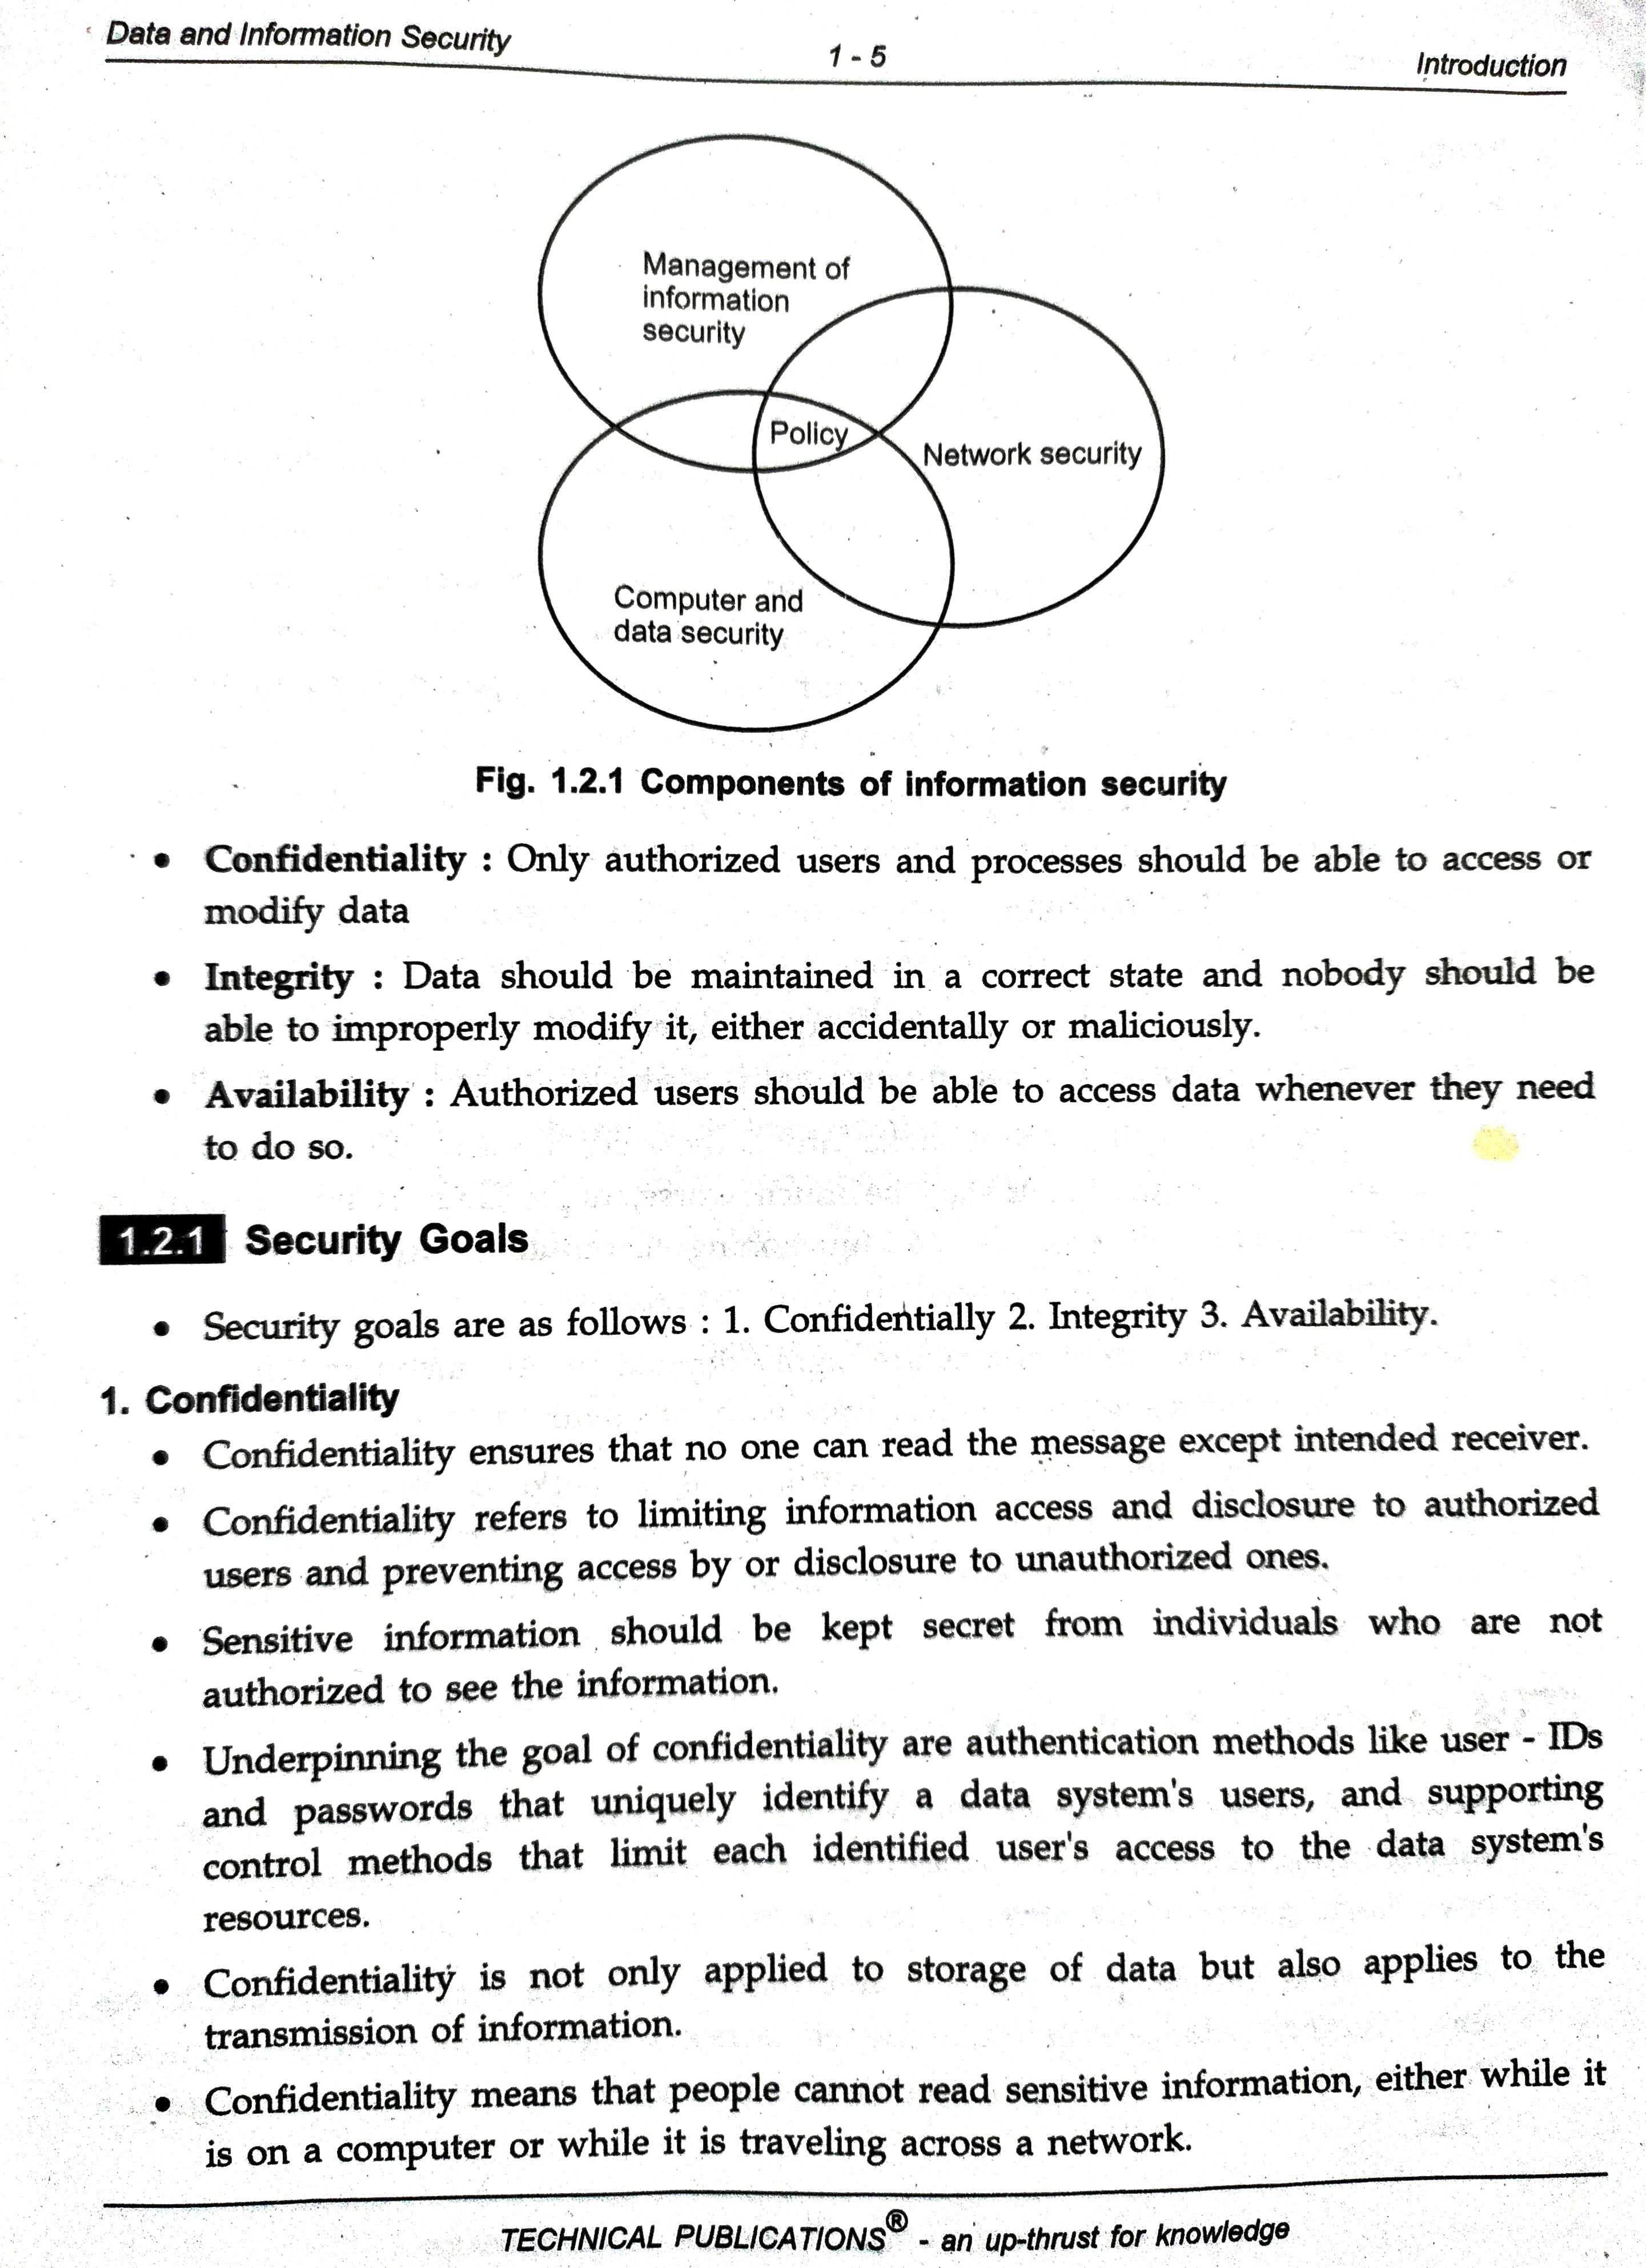 Data and Information Security
1 - 5
Introduction
Management of
information
security
Policy
Network security
Computer and
data security
Fig. 1.2.1 Components of information security
• Confidentiality : Only authorized users and processes should be able to access or
modify data
• Integrity : Data should be maintained in a correct state and nobody should be
able to improperly modify it, either accidentally or maliciously.
• Availability : Authorized users should be able to access data whenever they need
to do so.
1.2.1 Security Goals
• Security goals are as follows : 1. Confidentially 2. Integrity 3. Availability.
1. Confidentiality
• Confidentiality ensures that no one can read the message except intended receiver.
• Confidentiality refers to limiting information access and disclosure to authorized
users and preventing access by or disclosure to unauthorized ones.
• Sensitive information should be kept secret from individuals who are not
authorized to see the information.
• Underpinning the goal of confidentiality are authentication methods like user - IDs
and passwords that uniquely identify a data system's users, and supporting
control methods that limit each identified user's access to the data system's
resources.
• Confidentiality is not only applied to storage of data but also applies to the
transmission of information.
• Confidentiality means that people cannot read sensitive information, either while it
is on a computer or while it is traveling across a network.
TECHNICAL PUBLICATIONS® - an up-thrust for knowledge